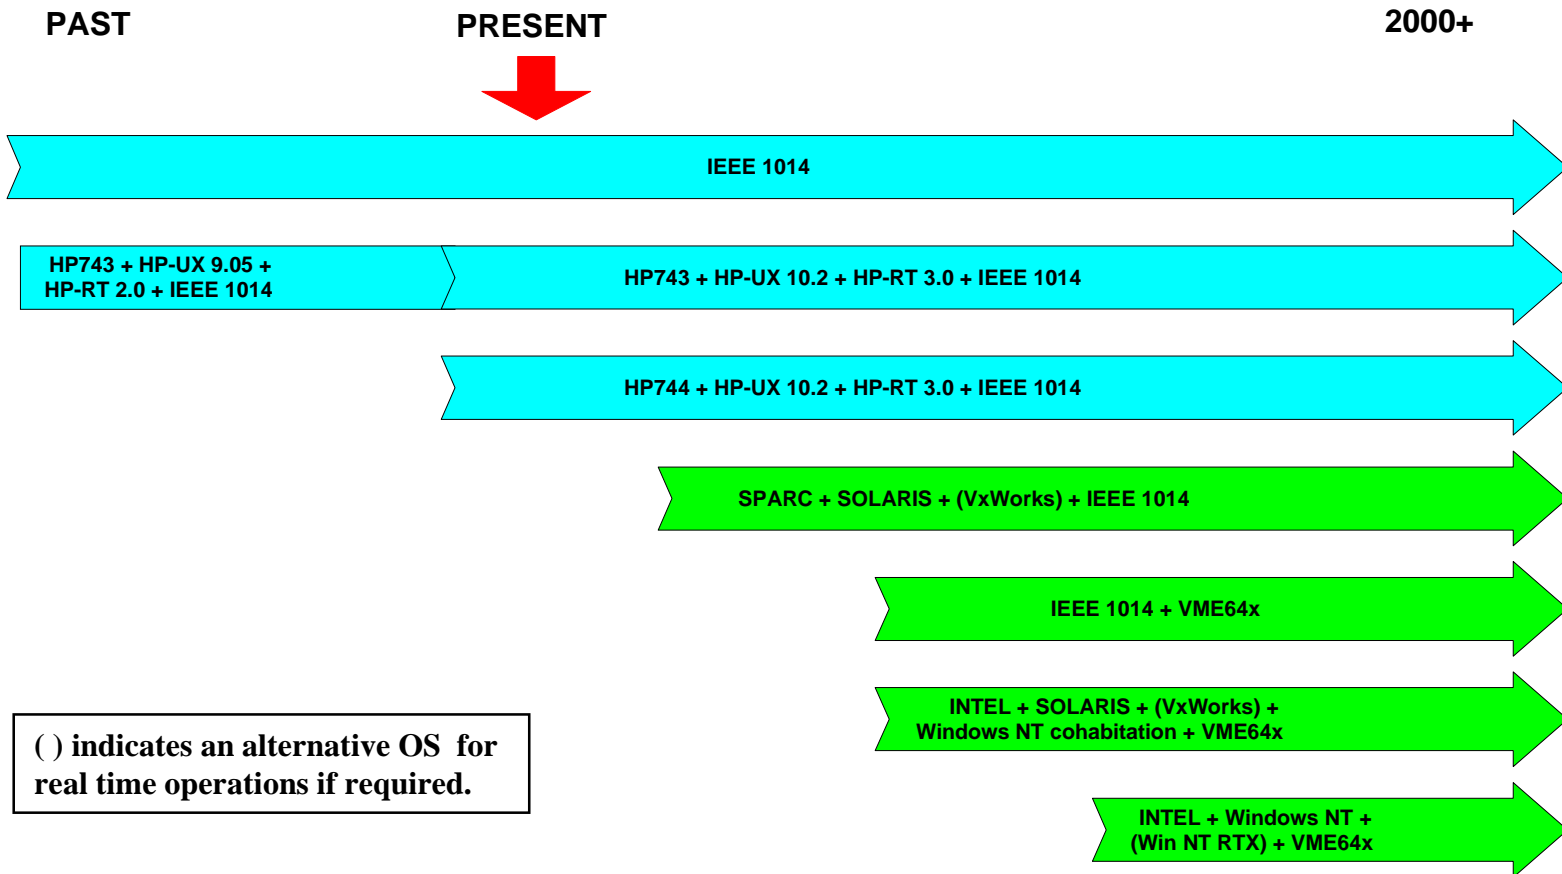 PAST
PRESENT
2000+
IEEE 1014
HP743 + HP-UX 9.05 +
HP-RT 2.0 + IEEE 1014
HP743 + HP-UX 10.2 + HP-RT 3.0 + IEEE 1014
HP744 + HP-UX 10.2 + HP-RT 3.0 + IEEE 1014
SPARC + SOLARIS + (VxWorks) + IEEE 1014
IEEE 1014 + VME64x
INTEL + SOLARIS + (VxWorks) +
Windows NT cohabitation + VME64x
( ) indicates an alternative OS for
real time operations if required.
INTEL + Windows NT +
(Win NT RTX) + VME64x